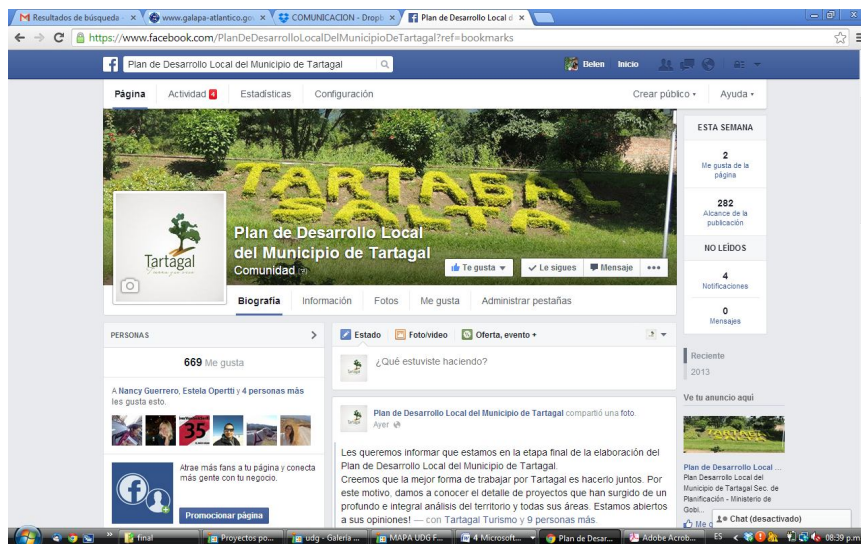 Resultados de búsqueda -
www.galapa-atlantico.gov
COMUNICACION - Dropb
Plan de Desarrollo Local d
https://www.facebook.com/PlanDeDesarrolloLocalDelMunicipioDeTartagal?ref=bookmarks
Plan de Desarrollo Local del Municipio de Tartagal
Belen
Inicio
Página
Actividad 4
Estadísticas
Configuración
Crear público
Ayuda
TARTAGAL
SALTA
Tartagal
Plan de Desarrollo Local
del Municipio de Tartagal
Comunidad
Te gusta
Le sigues
Mensaje
Biografía
Información
Fotos
Me gusta
Administrar pestañas
ESTA SEMANA
2
Me gusta de la
página
282
Alcance de la
publicación
NO LEÍDOS
4
Notificaciones
0
Mensajes
Reciente
2013
Ve tu anuncio aquí
Plan de Desarrollo Local ...
Plan Desarrollo Local del
Municipio de Tartagal Sec. de
Planificación - Ministerio de
Gobi...
Chat (desactivado)
PERSONAS
669 Me gusta
A Nancy Guerrero, Estela Opertti y 4 personas más
les gusta esto.
35
Atrae más fans a tu página y conecta
más gente con tu negocio.
Promocionar página
Estado
Foto/video
Oferta, evento +
¿Qué estuviste haciendo?
Plan de Desarrollo Local del Municipio de Tartagal compartió una foto.
Ayer
Les queremos informar que estamos en la etapa final de la elaboración del
Plan de Desarrollo Local del Municipio de Tartagal.
Creemos que la mejor forma de trabajar por Tartagal es hacerlo juntos. Por
este motivo, damos a conocer el detalle de proyectos que han surgido de un
profundo e integral análisis del territorio y todas sus áreas. Estamos abiertos
a sus opiniones! — con Tartagal Turismo y 9 personas más.
final
Proyectos po...
udg - Galeria ...
MAPA UDG F...
4 Microsoft...
Plan de Desar...
Adobe Acrob...
ES
08:39 p.m.